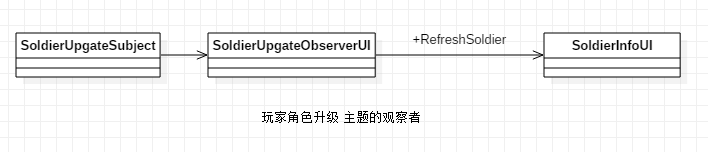 SoldierUpgateSubject
SoldierUpgateObserverUI
+RefreshSoldier
SoldierInfoUI
玩家角色升级 主题的观察者